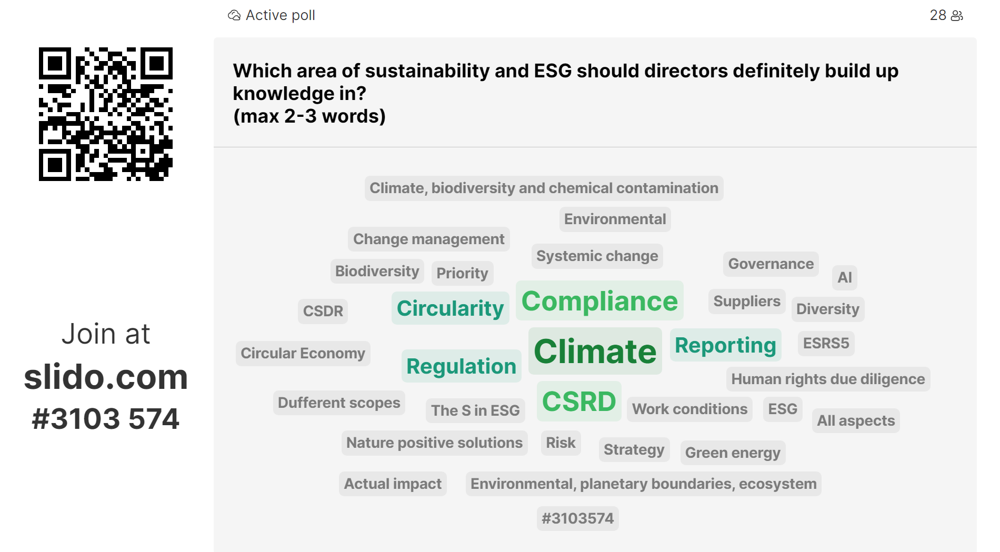 Active poll
28
Which area of sustainability and ESG should directors definitely build up
knowledge in?
(max 2-3 words)
Join at
slido.com
#3103 574
Climate, biodiversity and chemical contamination
Environmental
Change management
Systemic change
Governance
Biodiversity
Priority
AI
Compliance
Suppliers
Circularity
Diversity
CSDR
Climate
Reporting
ESRS5
Circular Economy
Regulation
Human rights due diligence
CSRD
Dufferent scopes
The S in ESG
Work conditions
ESG
All aspects
Nature positive solutions
Risk
Strategy
Green energy
Actual impact
Environmental, planetary boundaries, ecosystem
#3103574